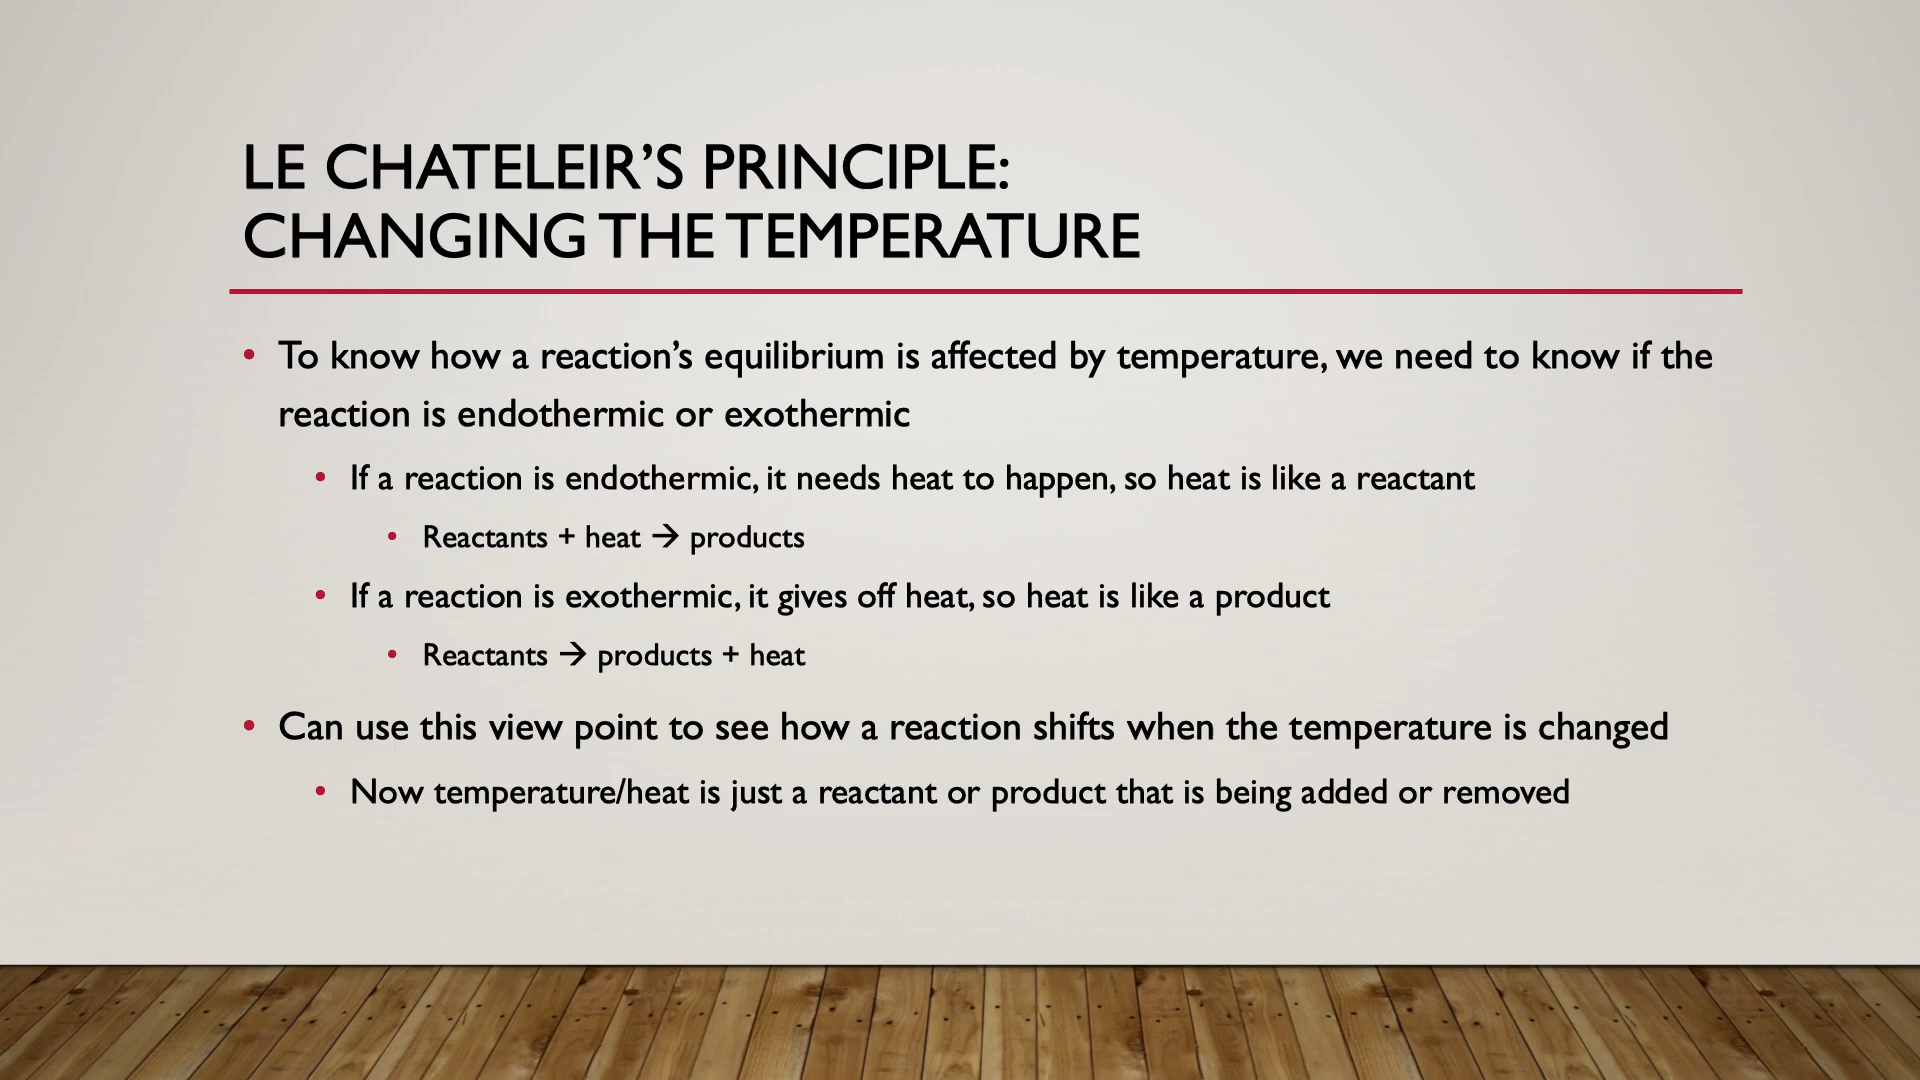 LE CHATELEIR’S PRINCIPLE:
CHANGING THE TEMPERATURE
• To know how a reaction’s equilibrium is affected by temperature, we need to know if the
reaction is endothermic or exothermic
• If a reaction is endothermic, it needs heat to happen, so heat is like a reactant
• Reactants + heat → products
• If a reaction is exothermic, it gives off heat, so heat is like a product
• Reactants → products + heat
• Can use this view point to see how a reaction shifts when the temperature is changed
• Now temperature/heat is just a reactant or product that is being added or removed